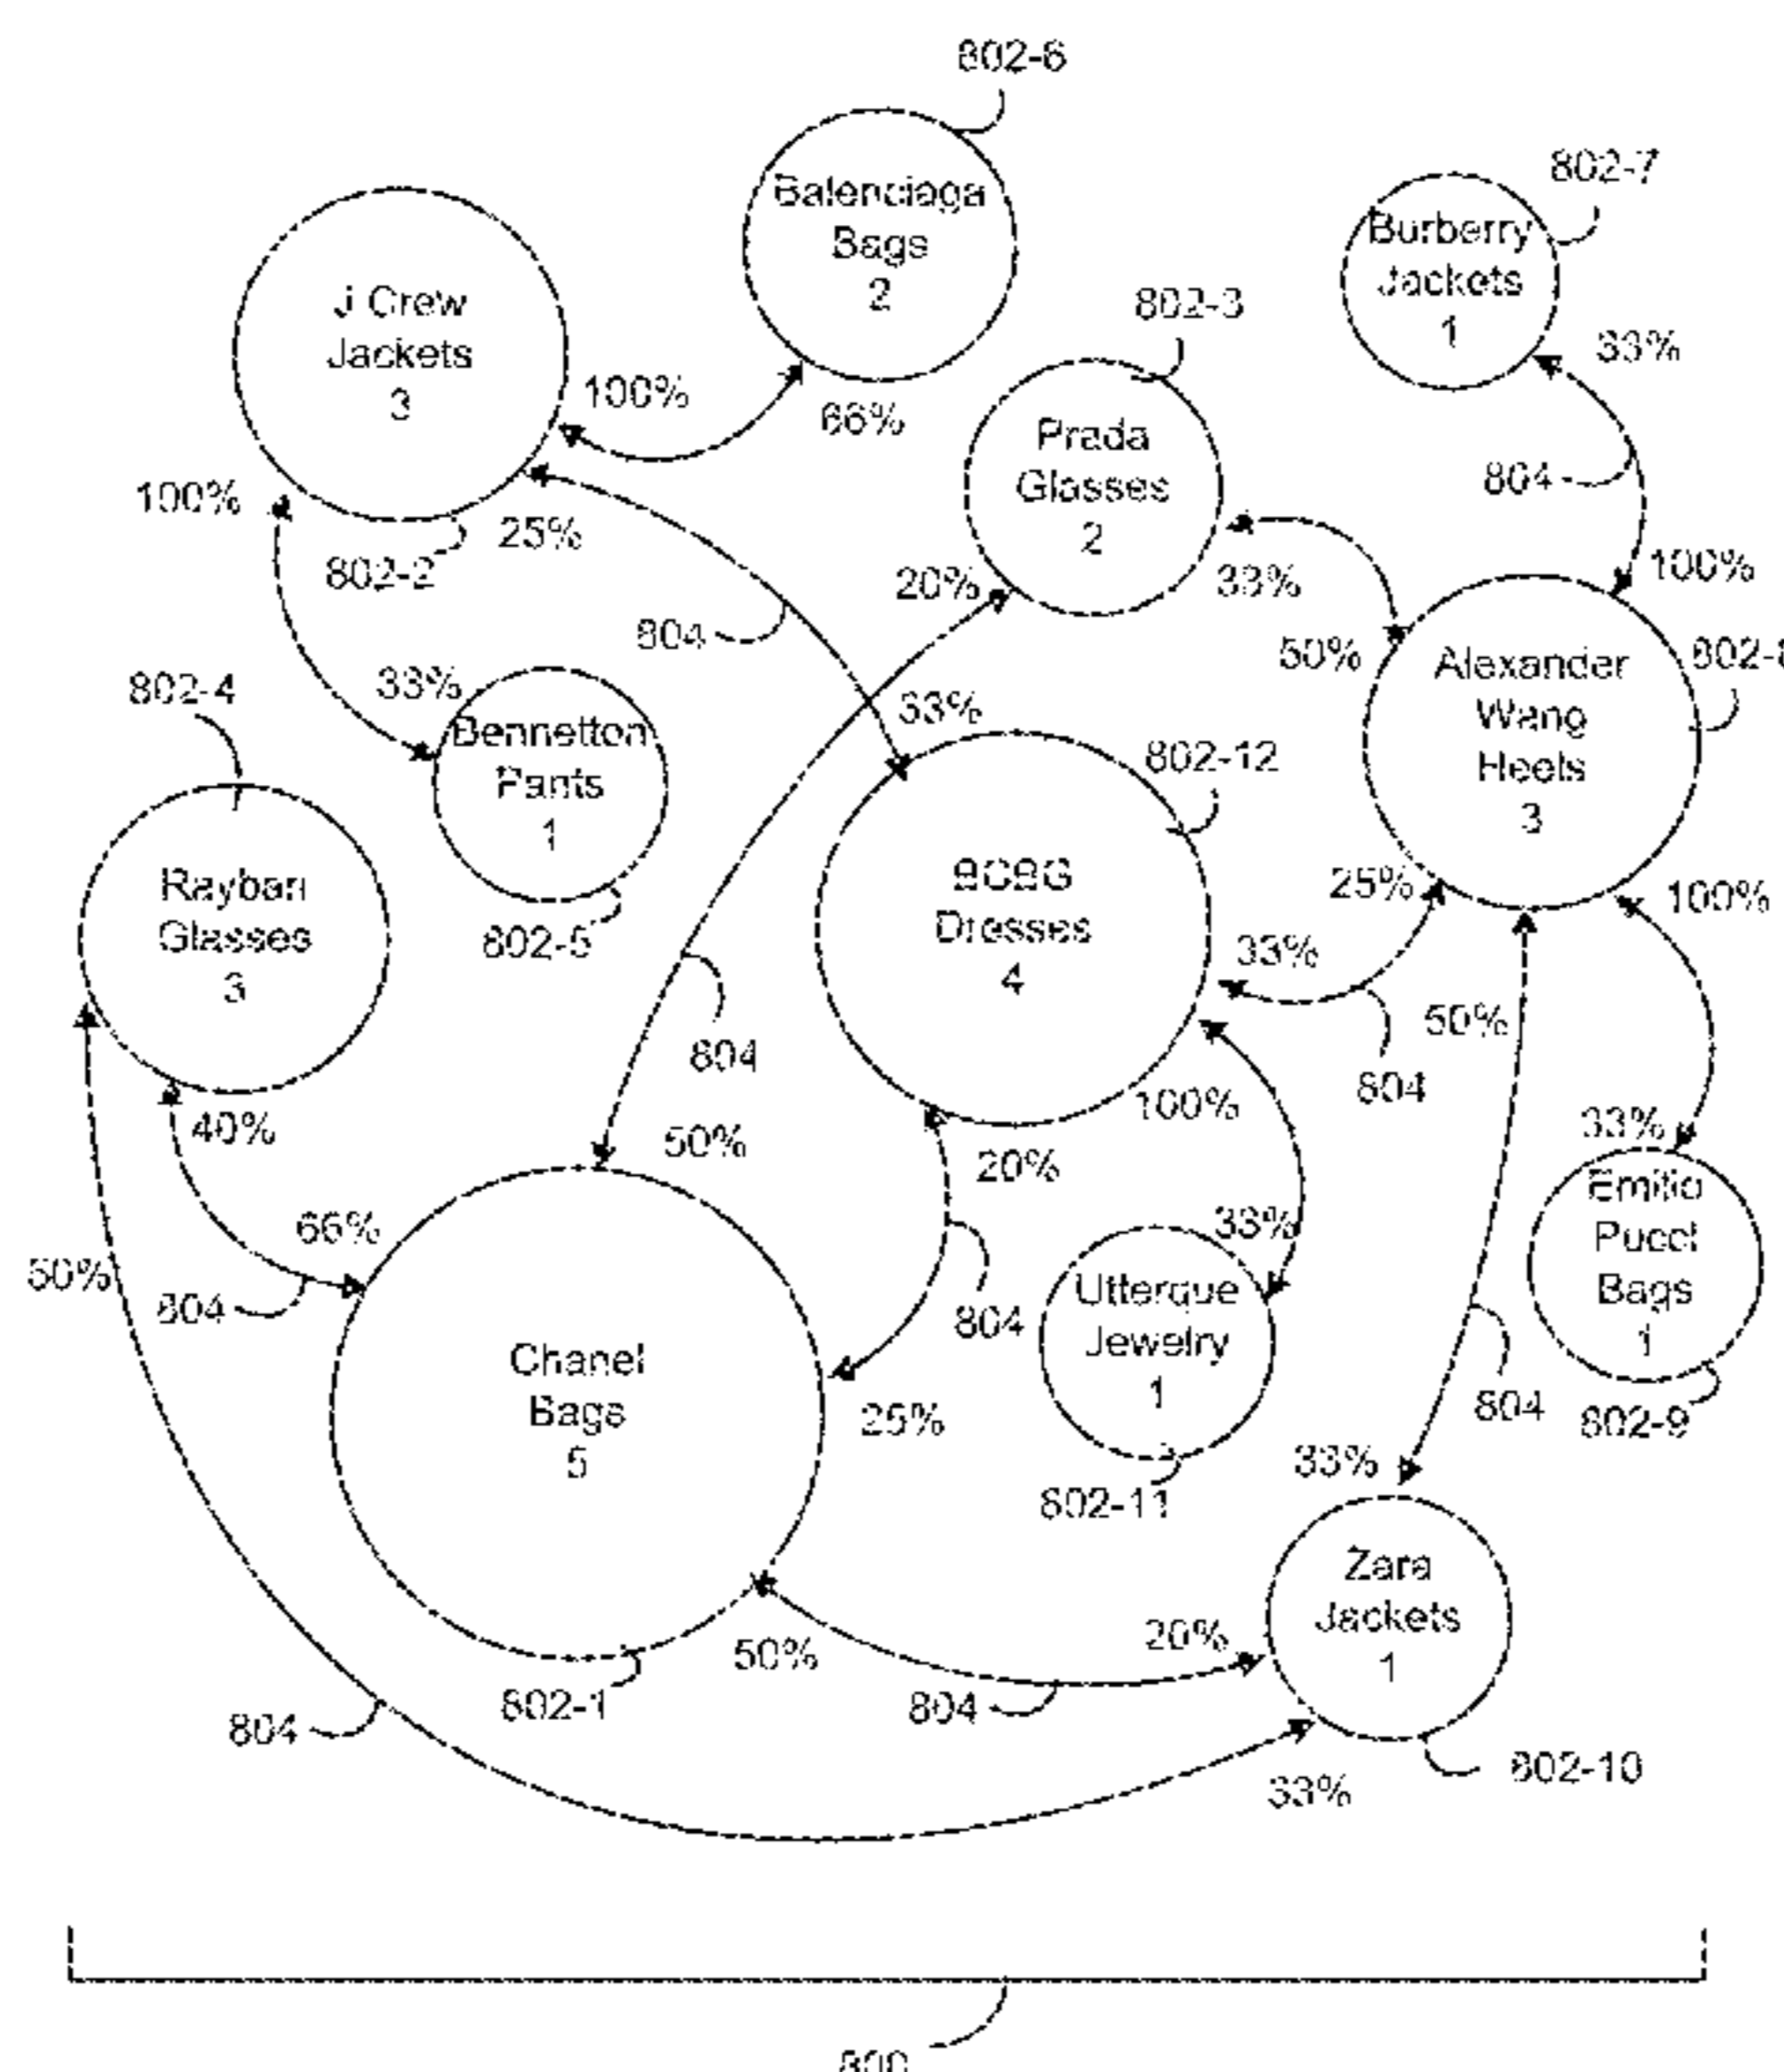 802-6
Balenciaga
Bags
2
802-7
Burberry
Jackets
1
33%
J Crew
Jackets
3
802-3
Prada
Glasses
2
100%
66%
804
100%
25%
802-2
20%
33%
100%
804
50%
Alexander
Wang
Heels
3
802-8
802-4
33%
33%
Bennetton
Pants
1
802-5
802-12
Rayban
Glasses
3
Dresses
4
25%
100%
33%
50%
804
804
40%
50%
100%
20%
33%
66%
33%
50%
804
804
Utterque
Jewelry
1
802-11
Emilio
Pucci
Bags
1
802-9
804
Chanel
Bags
5
25%
33%
Zara
Jackets
1
50%
20%
802-1
804
804
802-10
33%
800